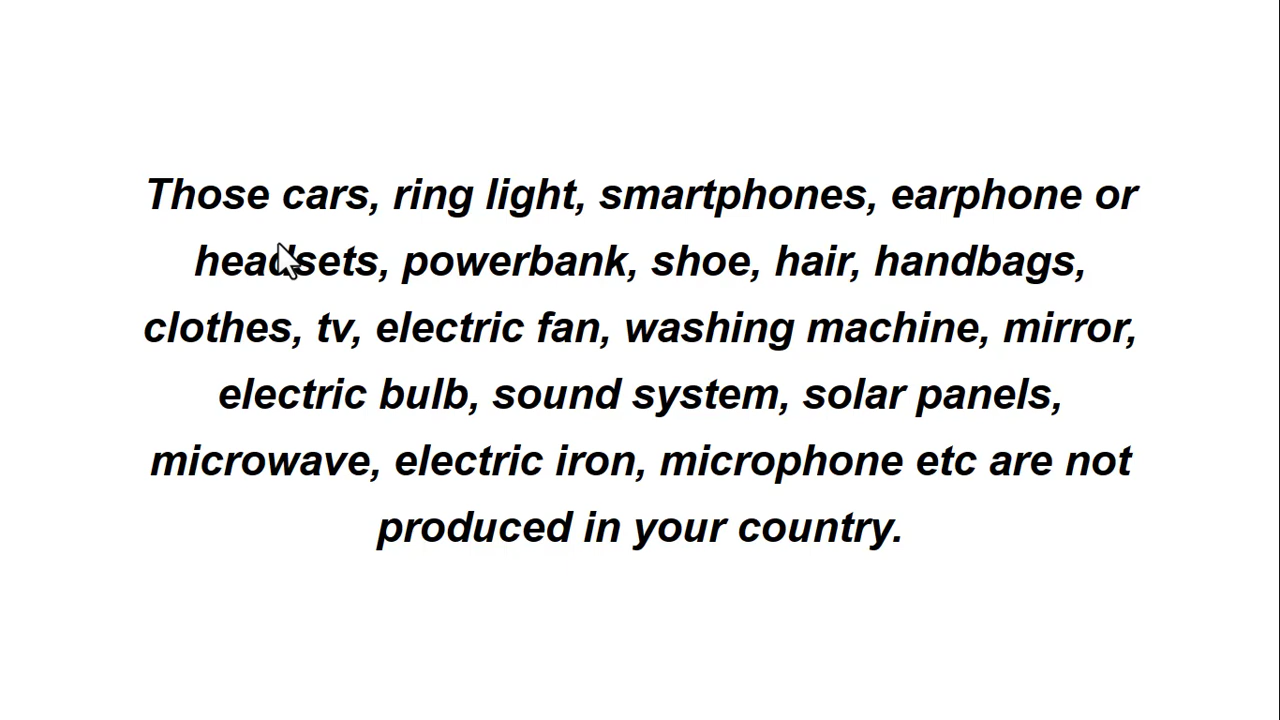 Those cars, ring light, smartphones, earphone or
headsets, powerbank, shoe, hair, handbags,
clothes, tv, electric fan, washing machine, mirror,
electric bulb, sound system, solar panels,
microwave, electric iron, microphone etc are not
produced in your country.